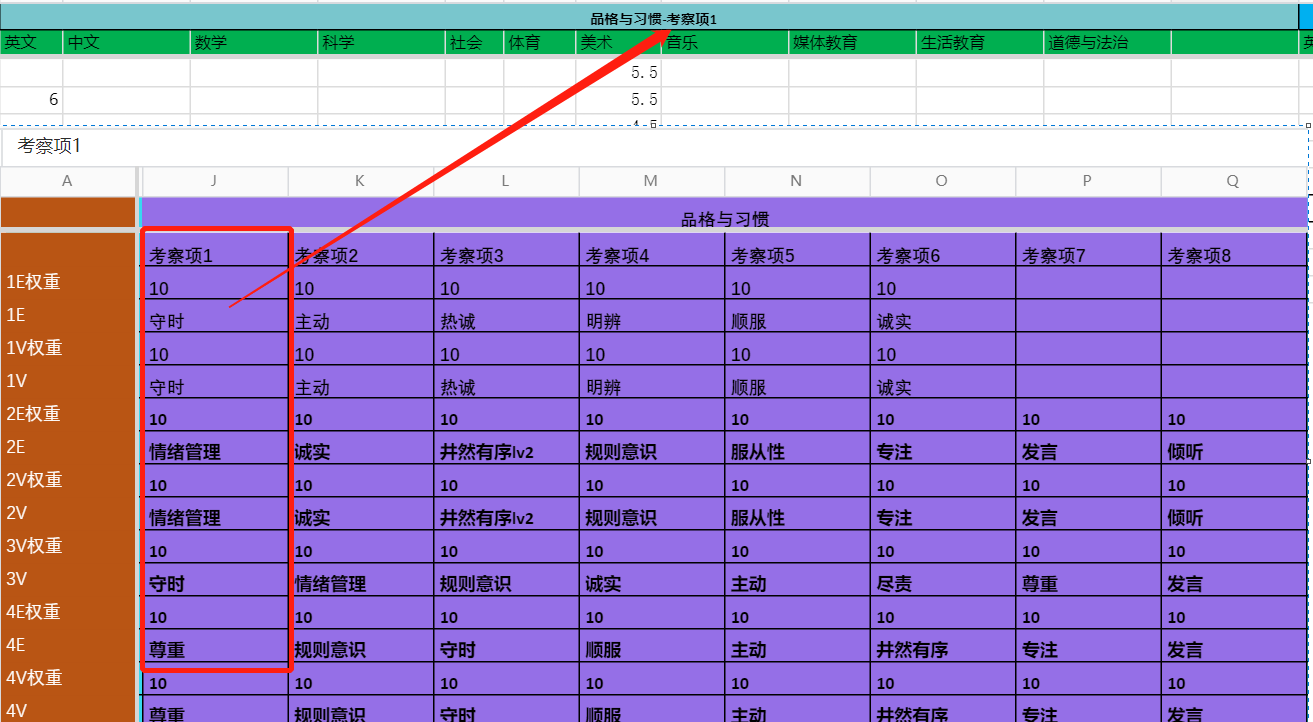 品格与习惯-考察项1
英文 中文 数学 科学 社会 体育 美术 音乐 媒体教育 生活教育 道德与法治
5.5
6 5.5
考察项1
A J K L M N O P Q
品格与习惯
考察项1 考察项2 考察项3 考察项4 考察项5 考察项6 考察项7 考察项8
1E权重 10 10 10 10 10 10
1E 守时 主动 热诚 明辨 顺服 诚实
1V权重 10 10 10 10 10 10
1V 守时 主动 热诚 明辨 顺服 诚实
2E权重 10 10 10 10 10 10 10 10
2E 情绪管理 诚实 井然有序lv2 规则意识 服从性 专注 发言 倾听
2V权重 10 10 10 10 10 10 10 10
2V 情绪管理 诚实 井然有序lv2 规则意识 服从性 专注 发言 倾听
3V权重 10 10 10 10 10 10 10 10
3V 守时 情绪管理 规则意识 诚实 主动 尽责 尊重 发言
4E权重 10 10 10 10 10 10 10 10
4E 尊重 规则意识 守时 顺服 主动 井然有序 专注 发言
4V权重 10 10 10 10 10 10 10 10
4V 尊重 规则意识 守时 顺服 主动 井然有序 专注 发言